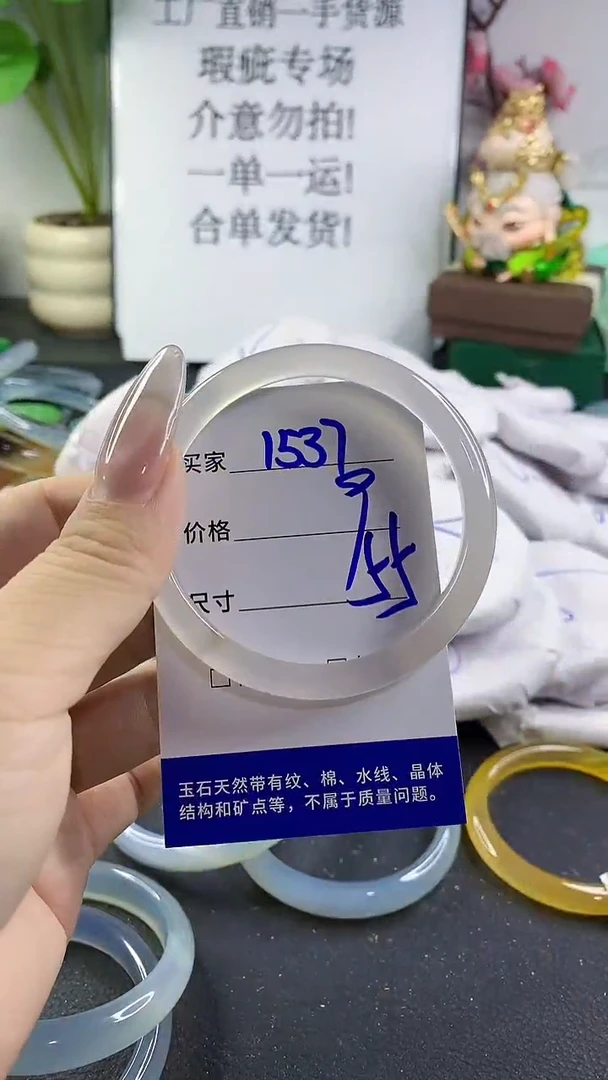 工厂直销一手货源
瑕疵专场
介意勿拍!
一单一运!
合单发货!
买家 1537
价格
尺寸 55
玉石天然带有纹、棉、水线、晶体
结构和矿点等，不属于质量问题。